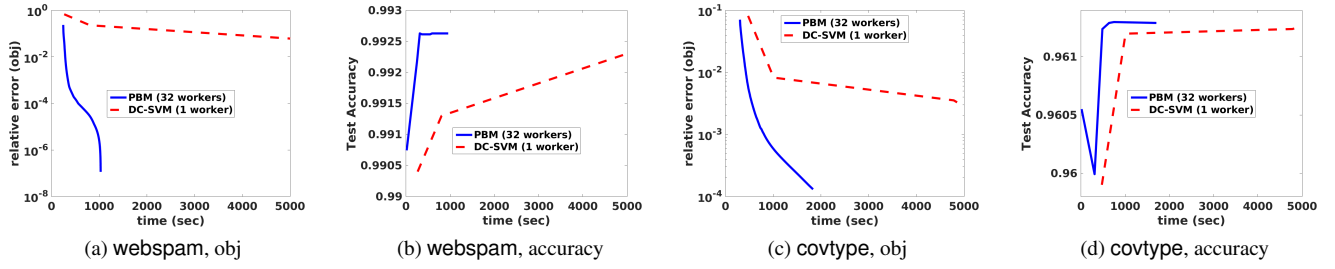 relative error (obj)
10^0
10^-2
10^-4
10^-6
10^-8
PBM (32 workers)
DC-SVM (1 worker)
0 1000 2000 3000 4000 5000
time (sec)
(a) webspam, obj
Test Accuracy
0.993
0.9925
0.992
0.9915
0.991
0.9905
0.99
PBM (32 workers)
DC-SVM (1 worker)
0 1000 2000 3000 4000 5000
time (sec)
(b) webspam, accuracy
relative error (obj)
10^-1
10^-2
10^-3
10^-4
PBM (32 workers)
DC-SVM (1 worker)
0 1000 2000 3000 4000 5000
time (sec)
(c) covtype, obj
Test Accuracy
0.961
0.9605
0.96
PBM (32 workers)
DC-SVM (1 worker)
0 1000 2000 3000 4000 5000
time (sec)
(d) covtype, accuracy